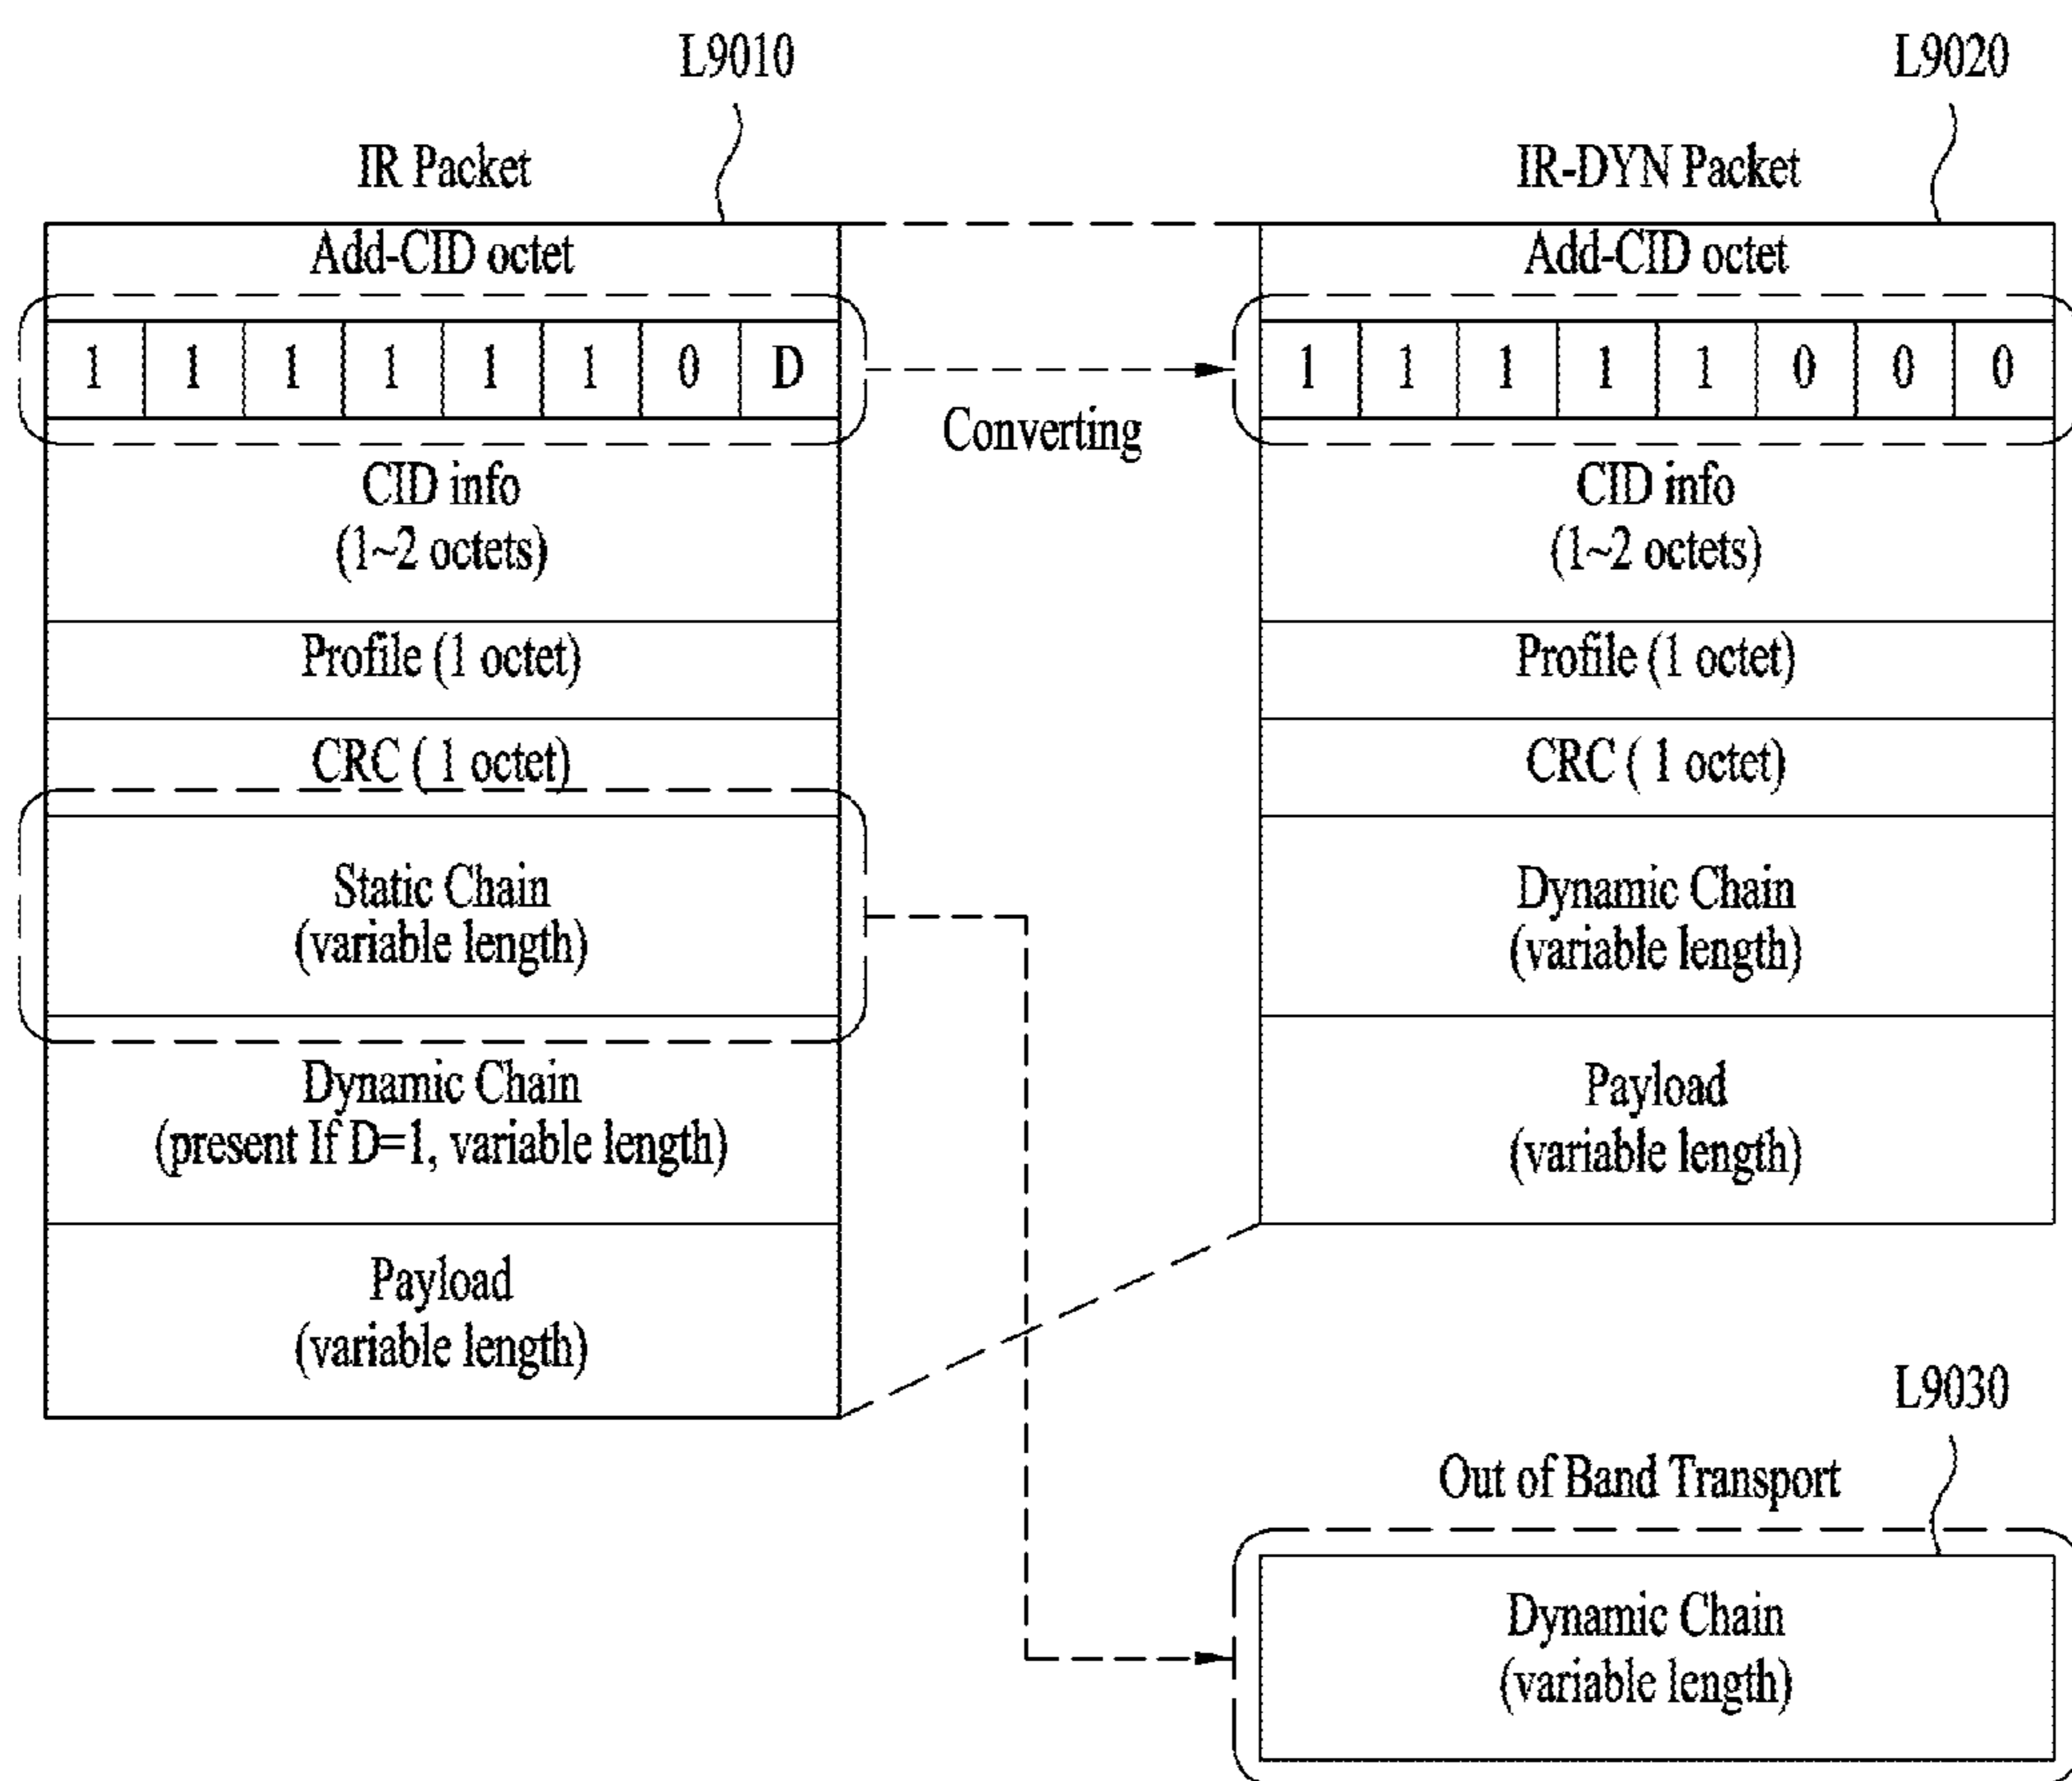 L9010
IR Packet
Add-CID octet
1 1 1 1 1 1 0 D
CID info
(1~2 octets)
Profile (1 octet)
CRC ( 1 octet)
Static Chain
(variable length)
Dynamic Chain
(present If D=1, variable length)
Payload
(variable length)
Converting
L9020
IR-DYN Packet
Add-CID octet
1 1 1 1 1 0 0 0
CID info
(1~2 octets)
Profile (1 octet)
CRC ( 1 octet)
Dynamic Chain
(variable length)
Payload
(variable length)
L9030
Out of Band Transport
Dynamic Chain
(variable length)